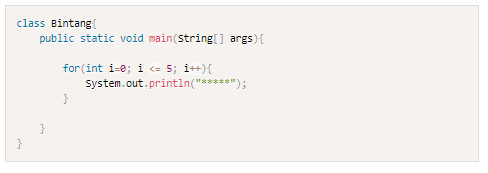 class Bintang{
    public static void main(String[] args){

        for(int i=0; i <= 5; i++){
            System.out.println("*****");
        }

    }
}